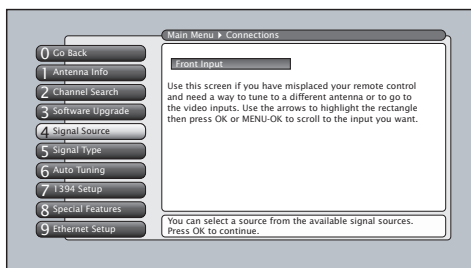 Main Menu ▸ Connections
0 Go Back
1 Antenna Info
2 Channel Search
3 Software Upgrade
4 Signal Source
5 Signal Type
6 Auto Tuning
7 1394 Setup
8 Special Features
9 Ethernet Setup
Front Input
Use this screen if you have misplaced your remote control
and need a way to tune to a different antenna or to go to
the video inputs. Use the arrows to highlight the rectangle
then press OK or MENU-OK to scroll to the input you want.
You can select a source from the available signal sources.
Press OK to continue.